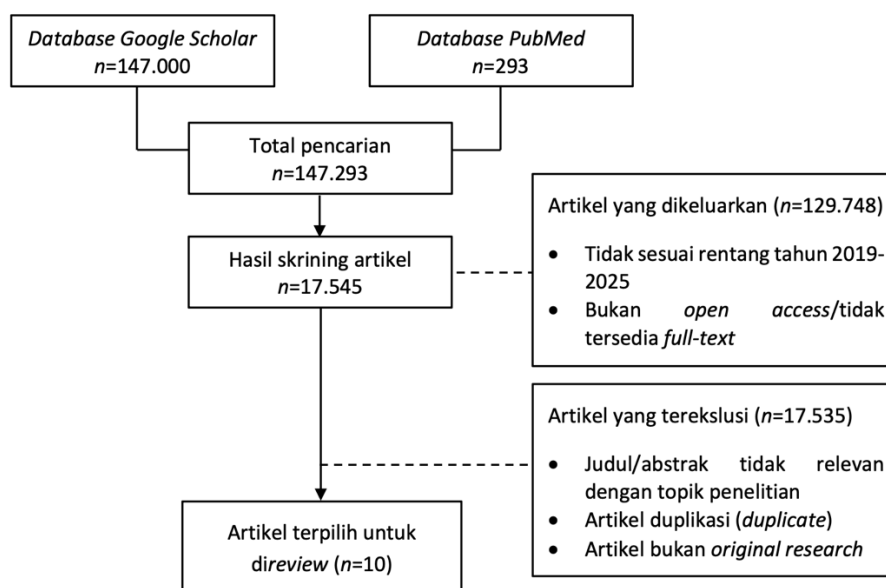 Database Google Scholar
n=147.000
Database PubMed
n=293
Total pencarian
n=147.293
Artikel yang dikeluarkan (n=129.748)
• Tidak sesuai rentang tahun 2019-
2025
• Bukan open access/tidak
tersedia full-text
Hasil skrining artikel
n=17.545
Artikel yang terekslusi (n=17.535)
• Judul/abstrak tidak relevan
dengan topik penelitian
• Artikel duplikasi (duplicate)
• Artikel bukan original research
Artikel terpilih untuk
direview (n=10)